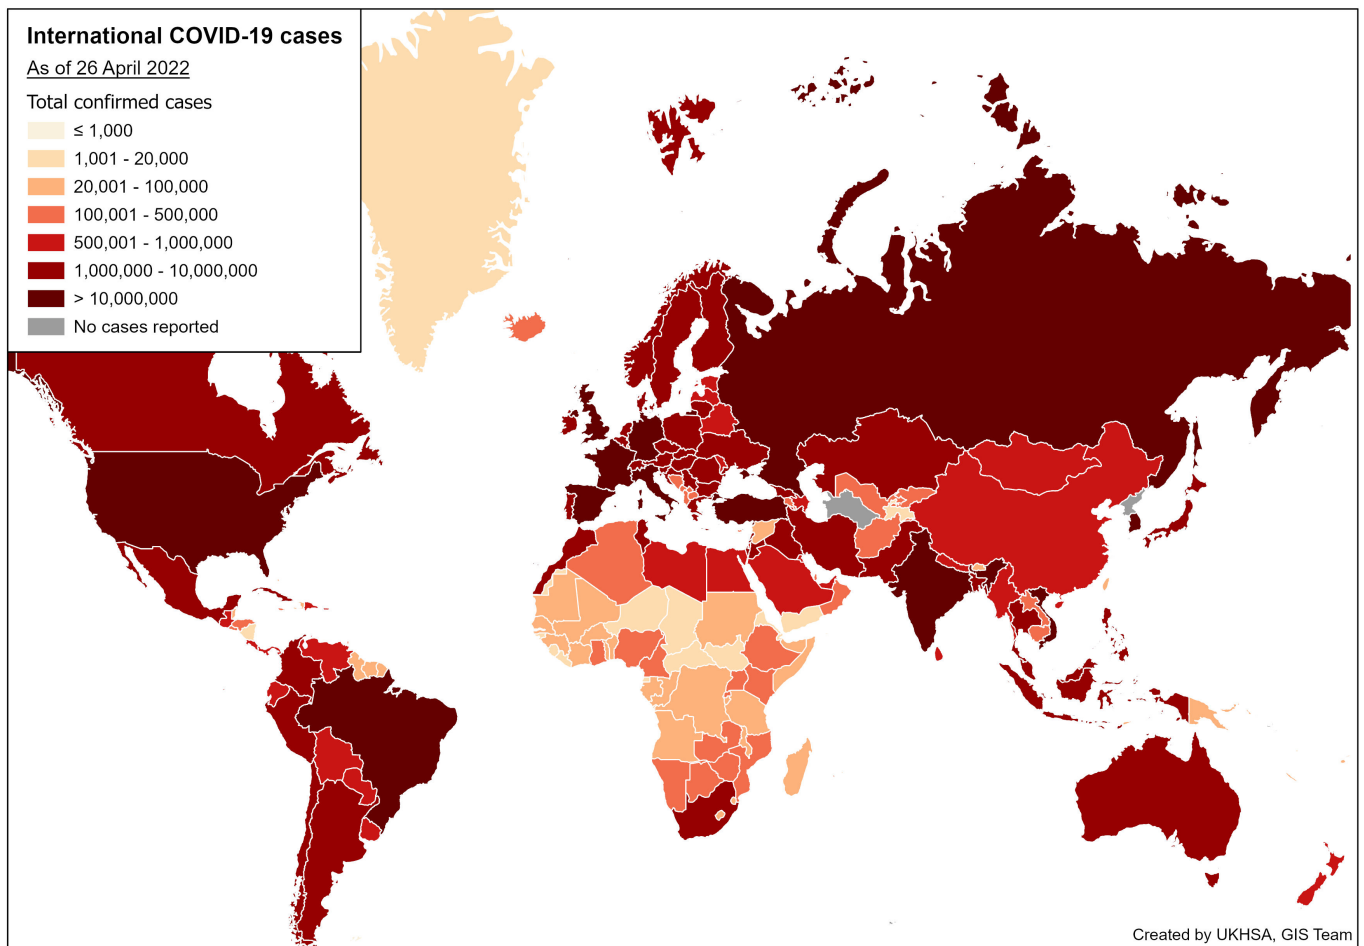 International COVID-19 cases
As of 26 April 2022
Total confirmed cases
≤ 1,000
1,001 - 20,000
20,001 - 100,000
100,001 - 500,000
500,001 - 1,000,000
1,000,000 - 10,000,000
> 10,000,000
No cases reported
Created by UKHSA, GIS Team